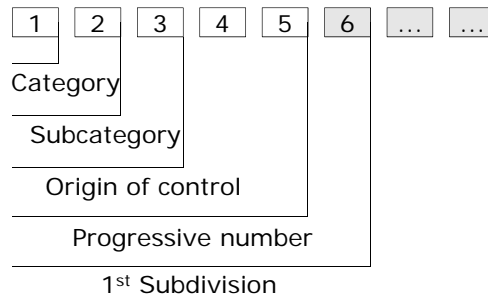 1 2 3 4 5 6 ... ...
Category
Subcategory
Origin of control
Progressive number
1st Subdivision